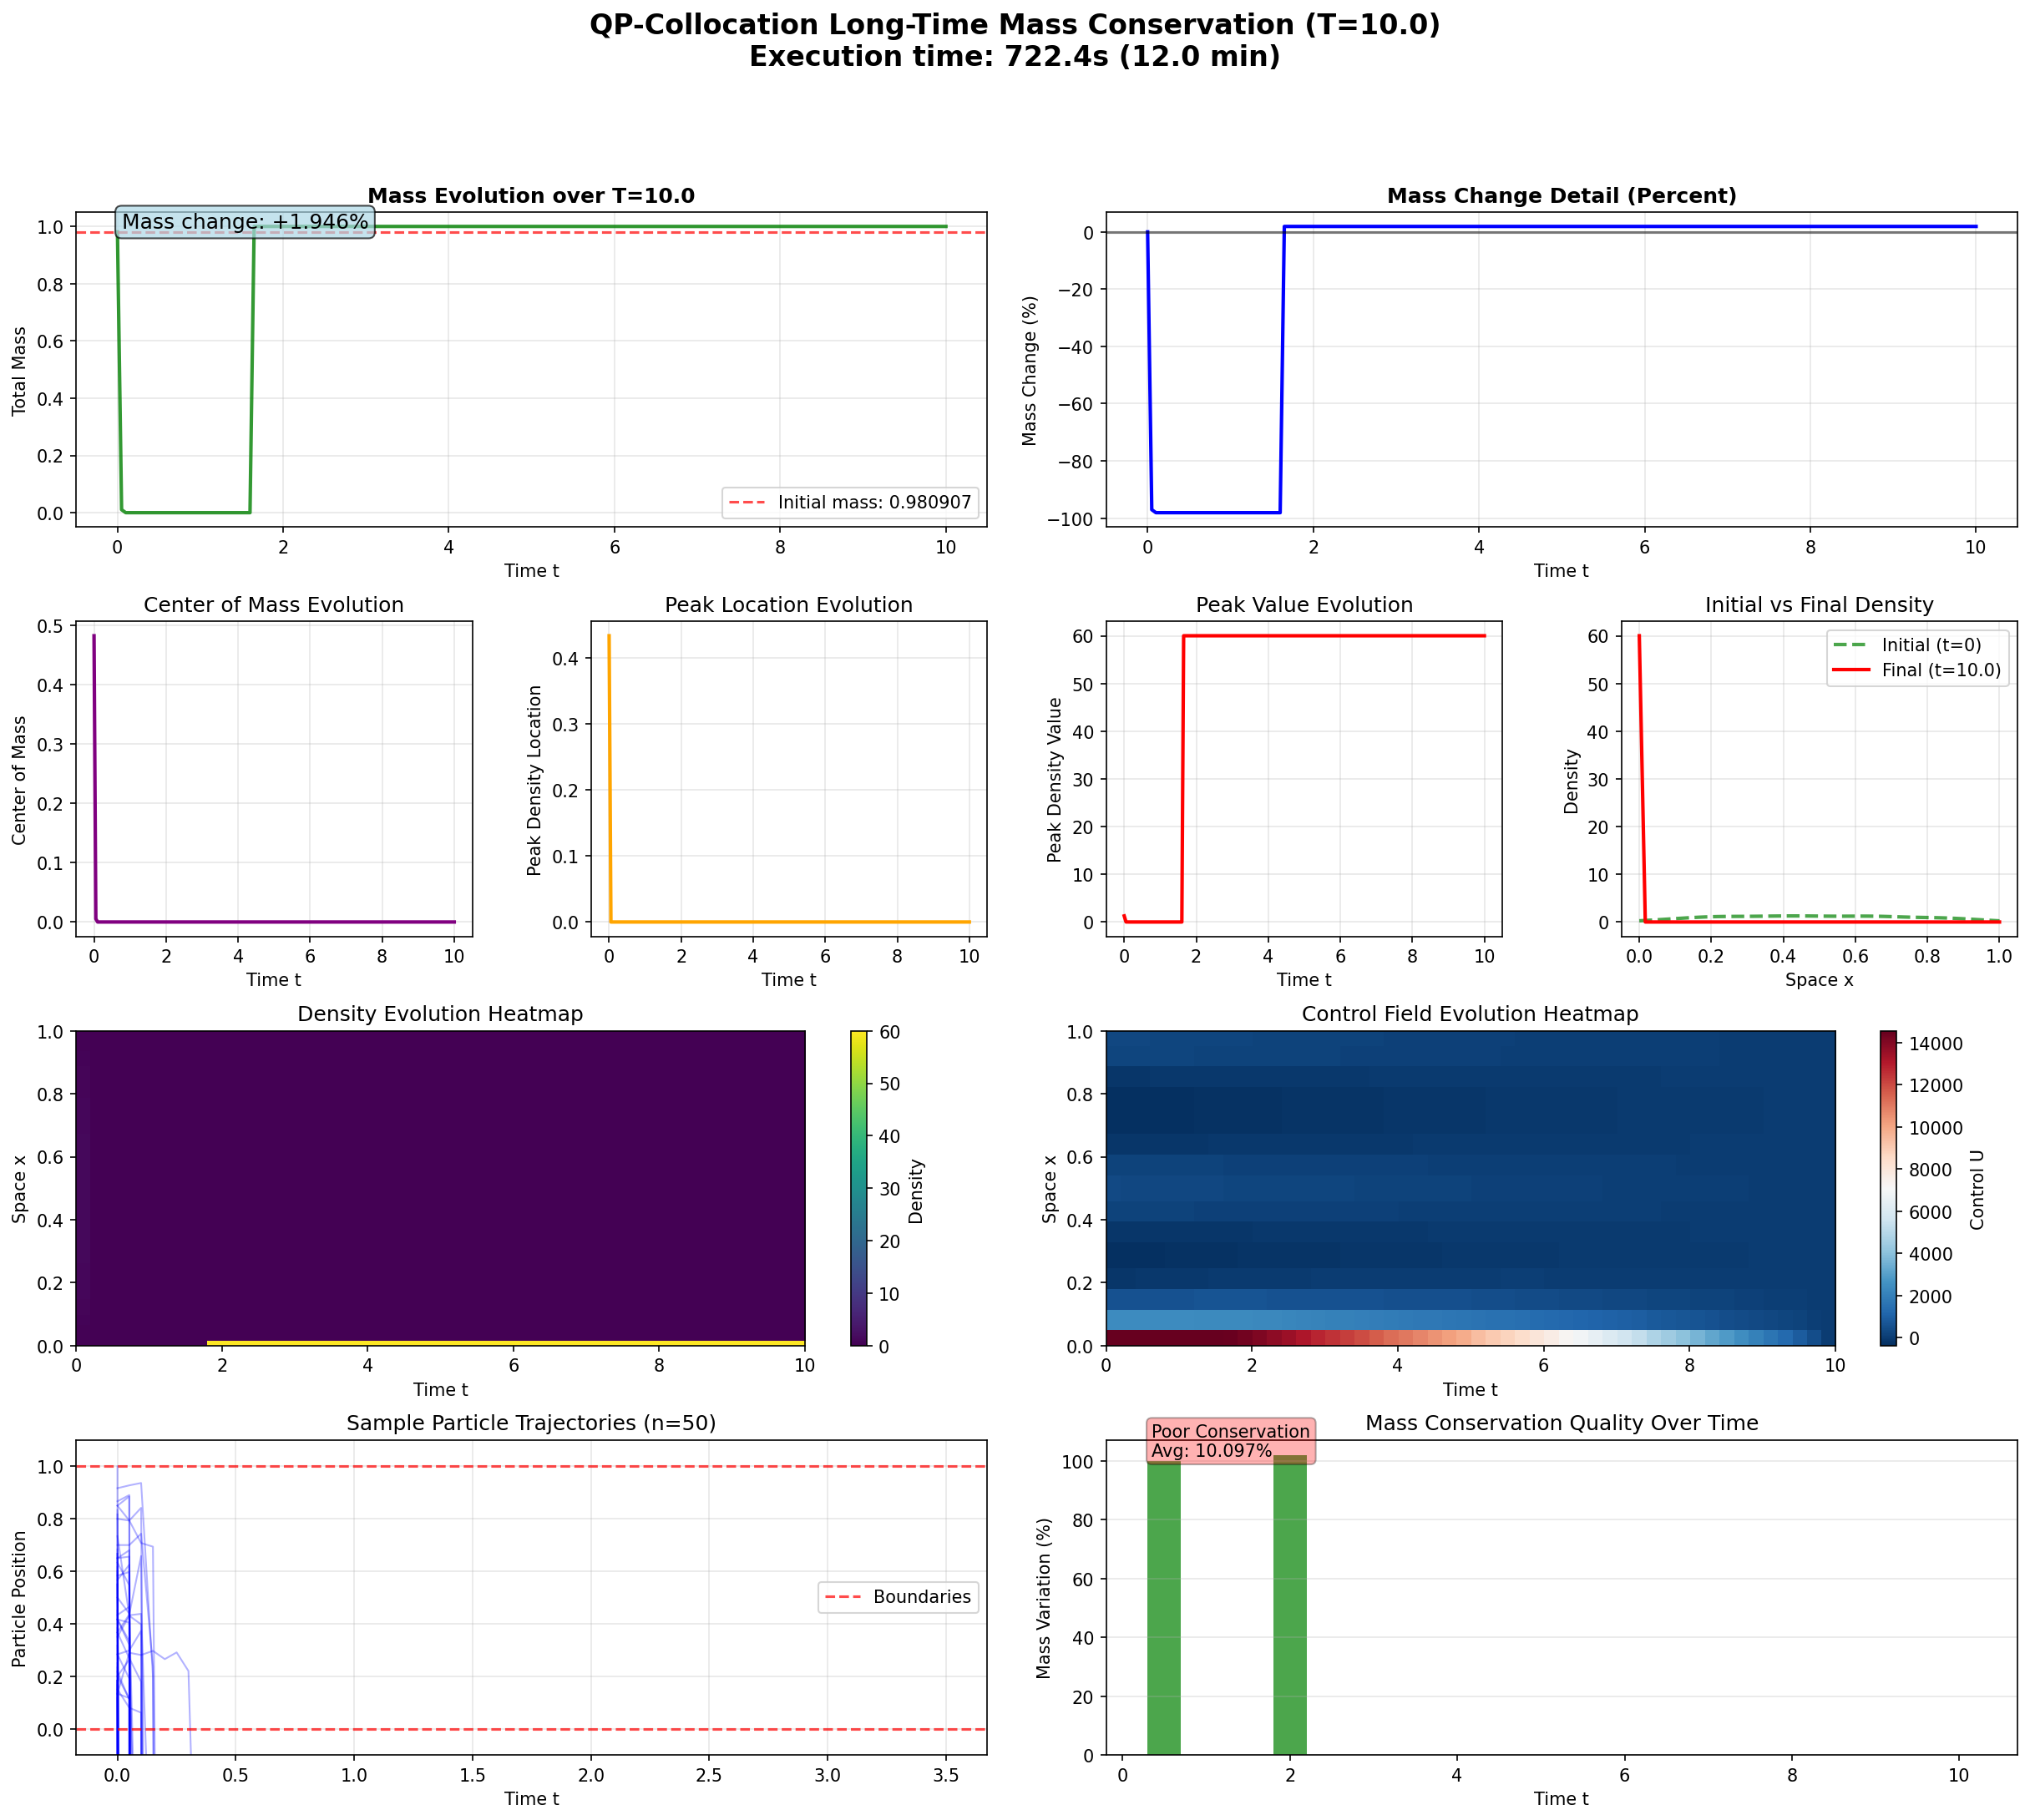 QP-Collocation Long-Time Mass Conservation (T=10.0)
Execution time: 722.4s (12.0 min)
Mass Evolution over T=10.0
Mass change: +1.946%
1.0
0.8
0.6
0.4
0.2
0.0
Total Mass
Initial mass: 0.980907
0 2 4 6 8 10
Time t
Mass Change Detail (Percent)
0
−20
−40
−60
−80
−100
Mass Change (%)
0 2 4 6 8 10
Time t
Center of Mass Evolution
0.5
0.4
0.3
0.2
0.1
0.0
Center of Mass
0 2 4 6 8 10
Time t
Peak Location Evolution
0.4
0.3
0.2
0.1
0.0
Peak Density Location
0 2 4 6 8 10
Time t
Peak Value Evolution
60
50
40
30
20
10
0
Peak Density Value
0 2 4 6 8 10
Time t
Initial vs Final Density
60
50
40
30
20
10
0
Density
Initial (t=0)
Final (t=10.0)
0.0 0.2 0.4 0.6 0.8 1.0
Space x
Density Evolution Heatmap
1.0
0.8
0.6
0.4
0.2
0.0
Space x
0 2 4 6 8 10
Time t
60
50
40
30
20
10
0
Density
Control Field Evolution Heatmap
1.0
0.8
0.6
0.4
0.2
0.0
Space x
0 2 4 6 8 10
Time t
14000
12000
10000
8000
6000
4000
2000
0
Control U
Sample Particle Trajectories (n=50)
1.0
0.8
0.6
0.4
0.2
0.0
Particle Position
Boundaries
0.0 0.5 1.0 1.5 2.0 2.5 3.0 3.5
Time t
Mass Conservation Quality Over Time
Poor Conservation
Avg: 10.097%
100
80
60
40
20
0
Mass Variation (%)
0 2 4 6 8 10
Time t